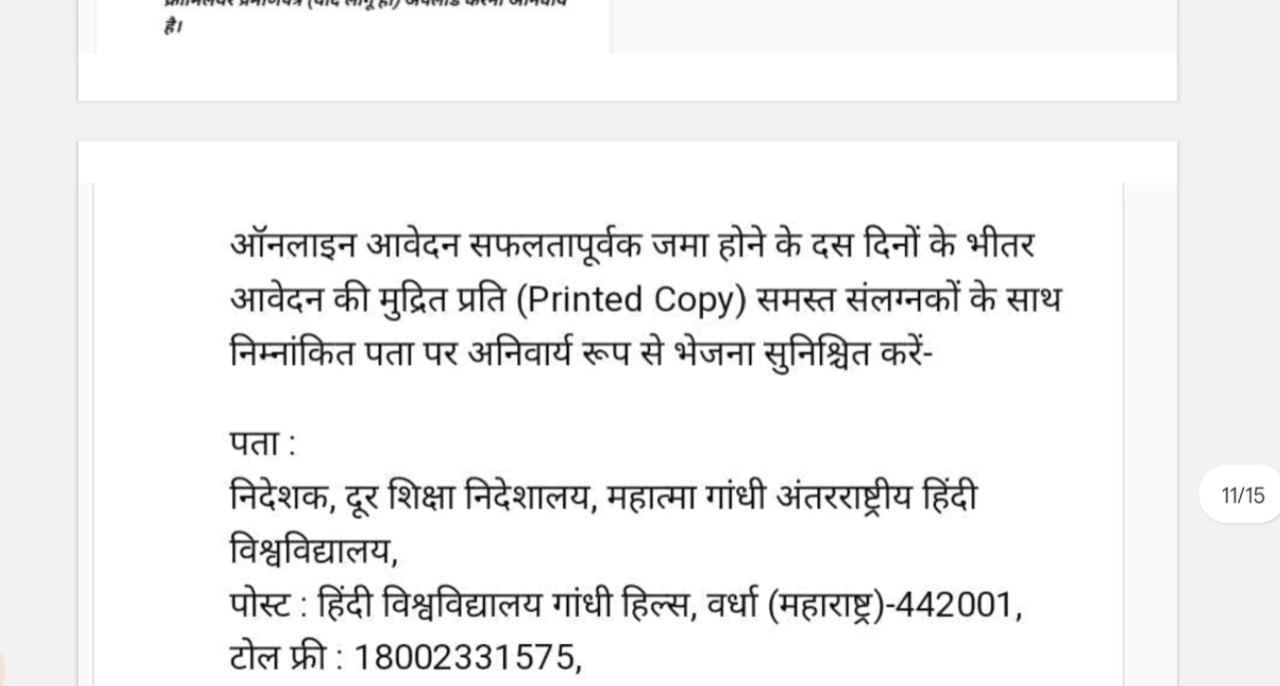 है।
ऑनलाइन आवेदन सफलतापूर्वक जमा होने के दस दिनों के भीतर
आवेदन की मुद्रित प्रति (Printed Copy) समस्त संलग्नकों के साथ
निम्नांकित पता पर अनिवार्य रूप से भेजना सुनिश्चित करें-
पता :
निदेशक, दूर शिक्षा निदेशालय, महात्मा गांधी अंतरराष्ट्रीय हिंदी
विश्वविद्यालय,
11/15
पोस्ट : हिंदी विश्वविद्यालय गांधी हिल्स, वर्धा (महाराष्ट्र)-442001,
टोल फ्री : 18002331575,